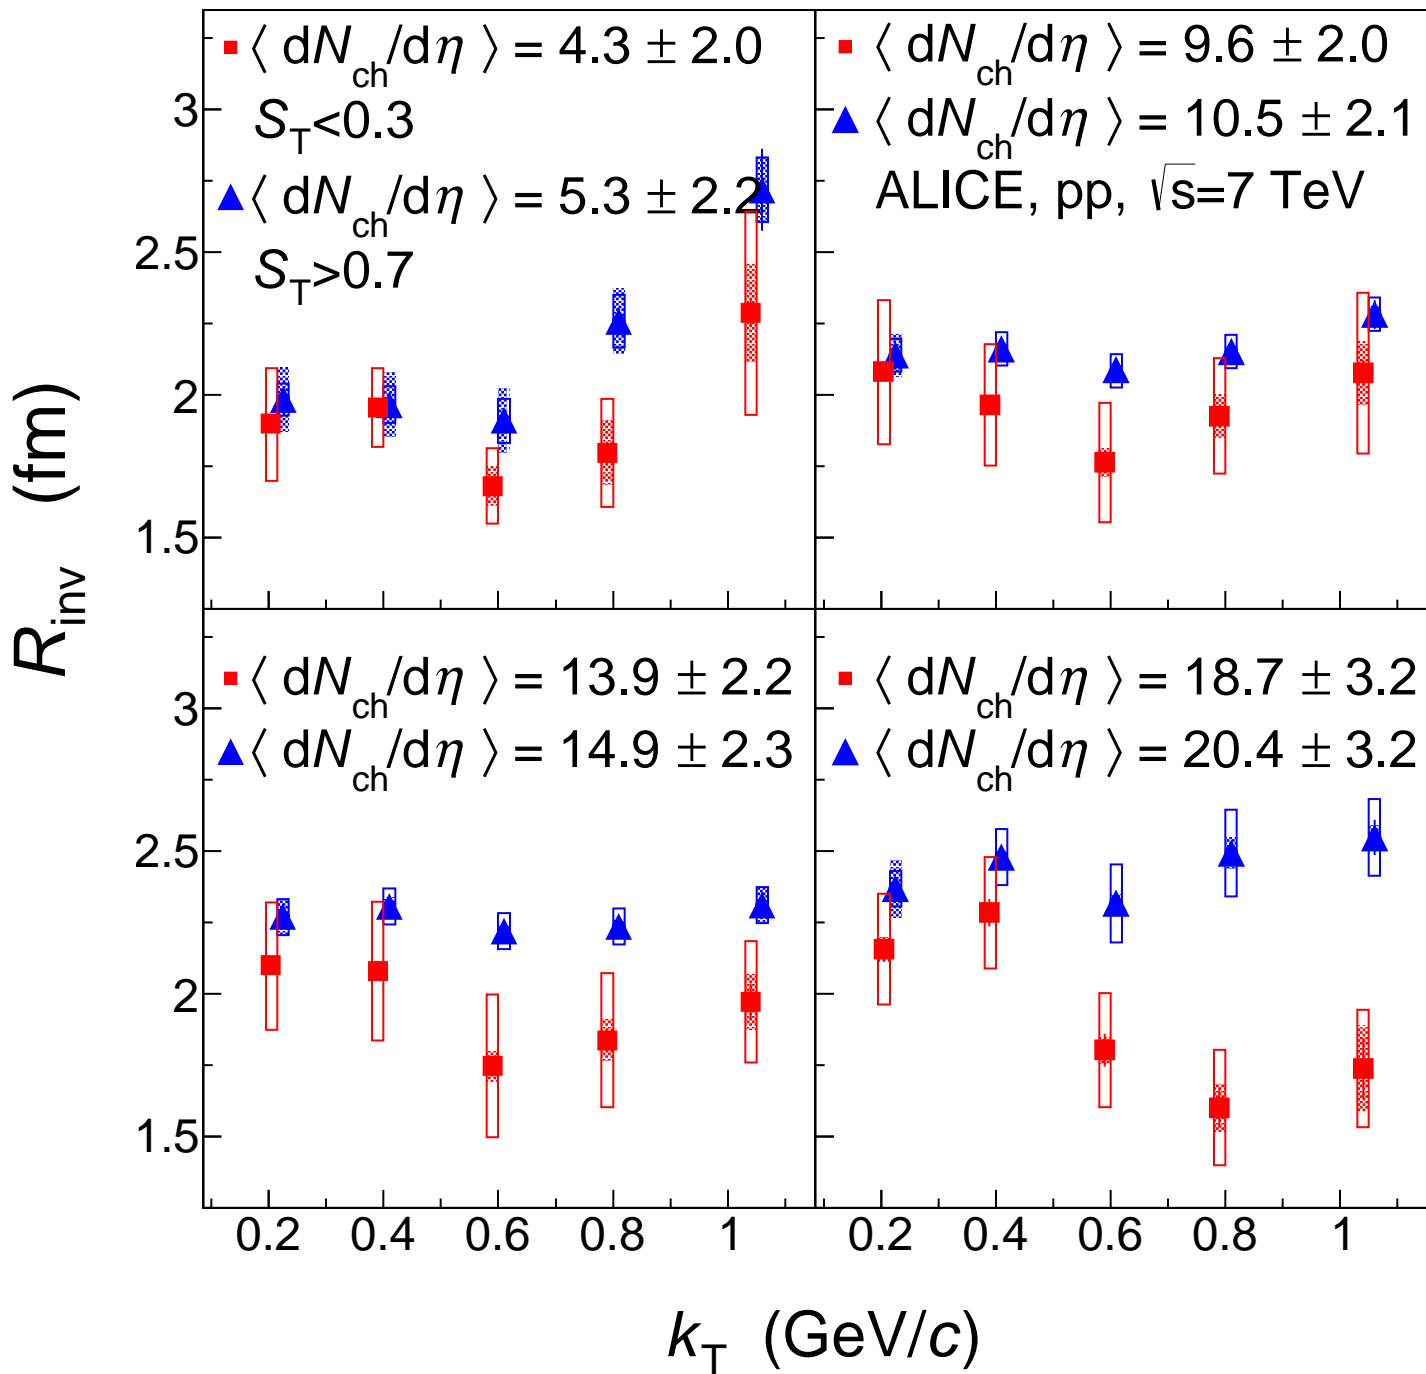 ⟨ dN_ch/dη ⟩ = 4.3 ± 2.0
S_T<0.3
⟨ dN_ch/dη ⟩ = 5.3 ± 2.2
S_T>0.7
⟨ dN_ch/dη ⟩ = 9.6 ± 2.0
⟨ dN_ch/dη ⟩ = 10.5 ± 2.1
ALICE, pp, √s=7 TeV
3
2.5
2
1.5
R_inv (fm)
⟨ dN_ch/dη ⟩ = 13.9 ± 2.2
⟨ dN_ch/dη ⟩ = 14.9 ± 2.3
⟨ dN_ch/dη ⟩ = 18.7 ± 3.2
⟨ dN_ch/dη ⟩ = 20.4 ± 3.2
3
2.5
2
1.5
0.2 0.4 0.6 0.8 1 0.2 0.4 0.6 0.8 1
k_T (GeV/c)